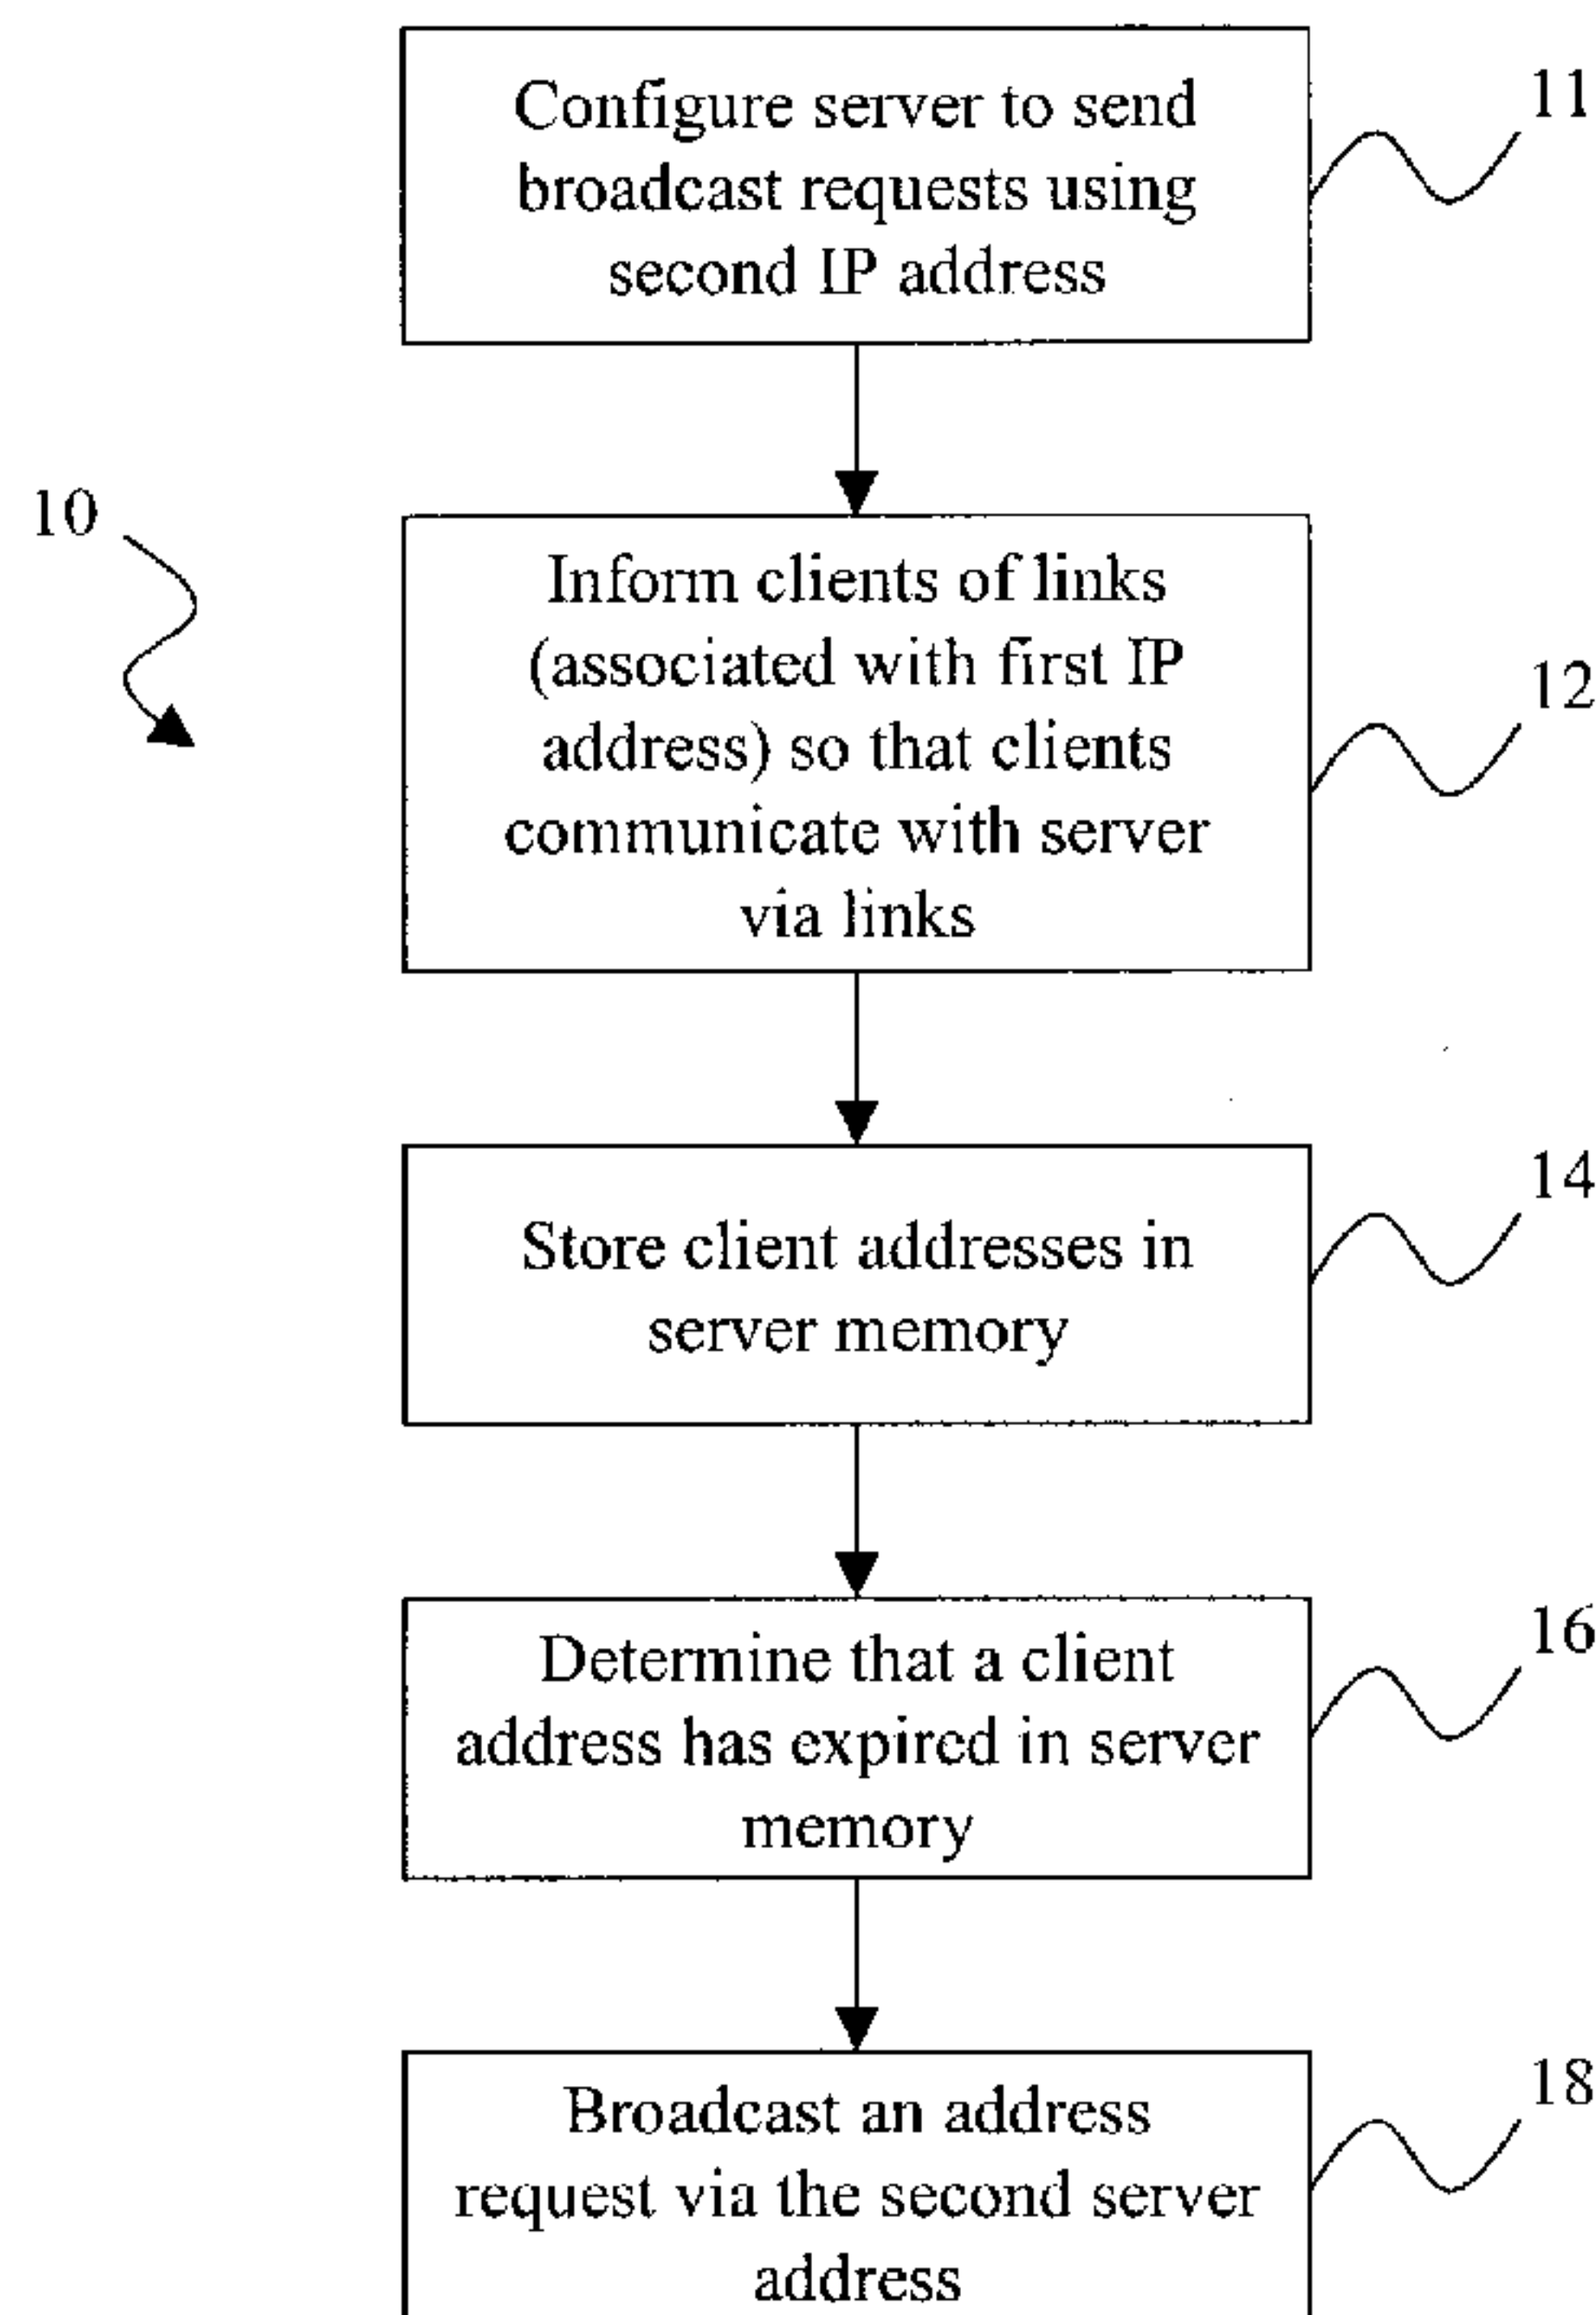 Configure server to send
broadcast requests using
second IP address
11
10
Inform clients of links
(associated with first IP
address) so that clients
communicate with server
via links
12
Store client addresses in
server memory
14
Determine that a client
address has expired in server
memory
16
Broadcast an address
request via the second server
address
18